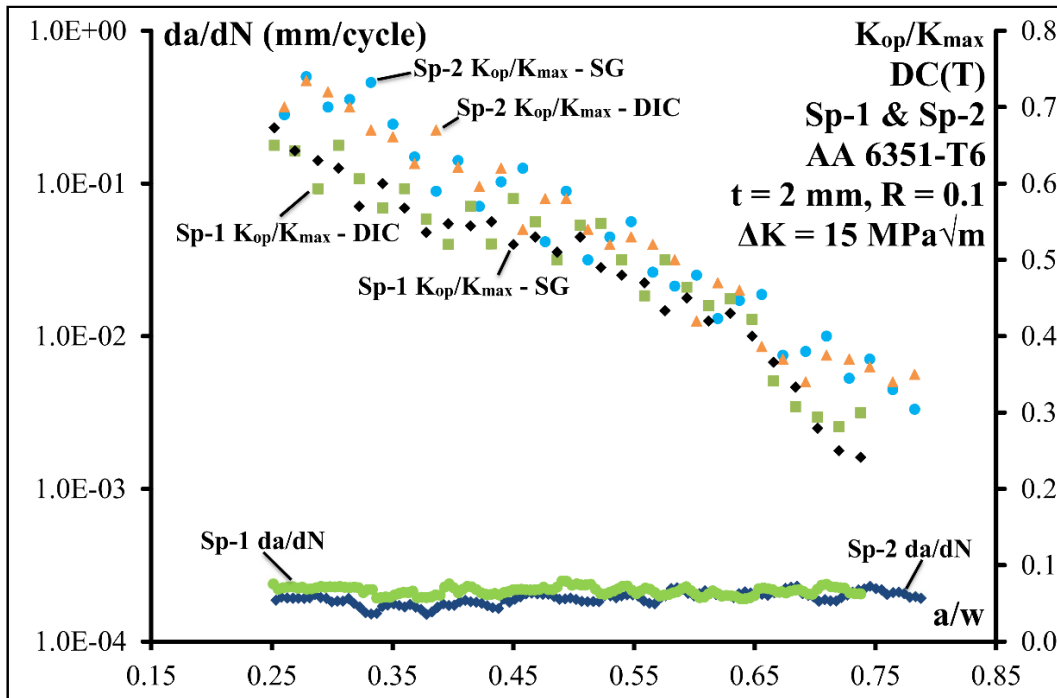 da/dN (mm/cycle)
Kop/Kmax
DC(T)
Sp-1 & Sp-2
AA 6351-T6
t = 2 mm, R = 0.1
ΔK = 15 MPa√m
Sp-2 Kop/Kmax - SG
Sp-2 Kop/Kmax - DIC
Sp-1 Kop/Kmax - DIC
Sp-1 Kop/Kmax - SG
Sp-1 da/dN
Sp-2 da/dN
a/w
1.0E+00
1.0E-01
1.0E-02
1.0E-03
1.0E-04
0.8
0.7
0.6
0.5
0.4
0.3
0.2
0.1
0.0
0.15 0.25 0.35 0.45 0.55 0.65 0.75 0.85